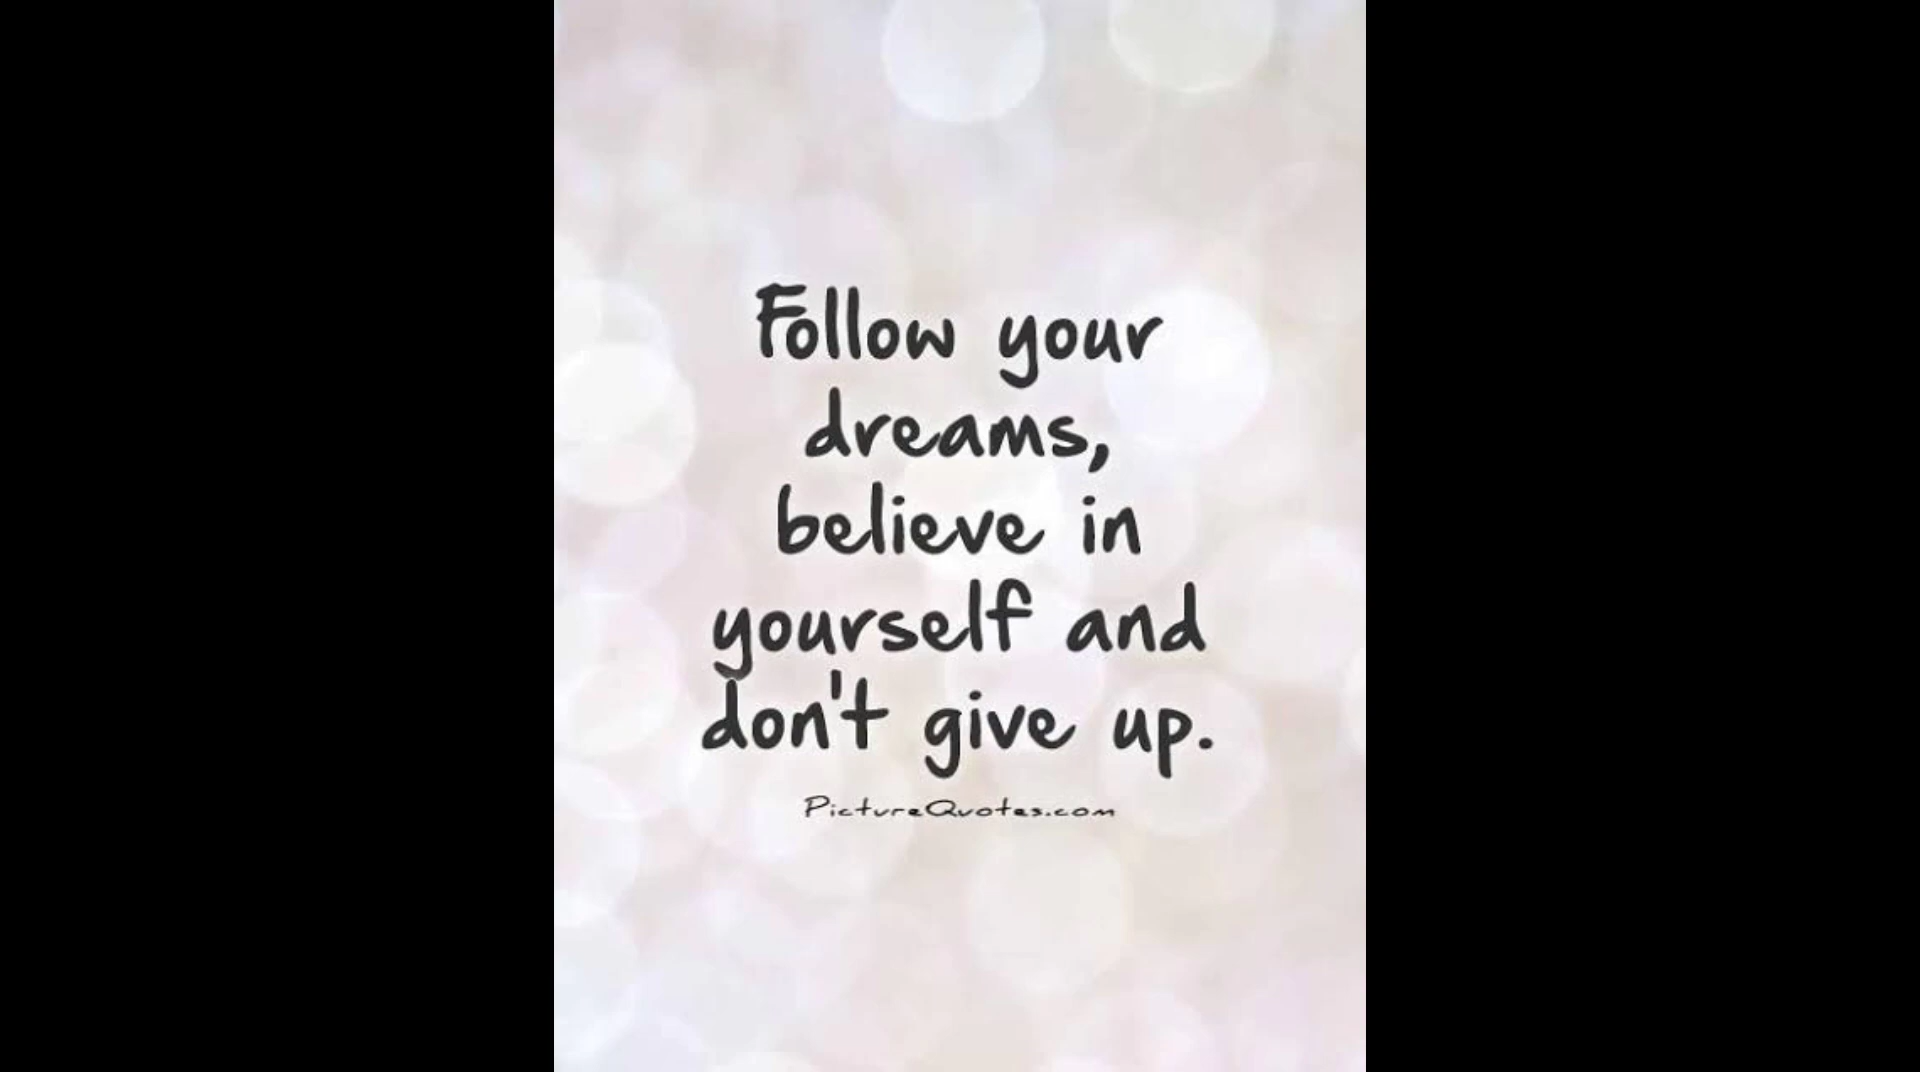 Follow your
dreams,
believe in
yourself and
don't give up.
PictureQuotes.com